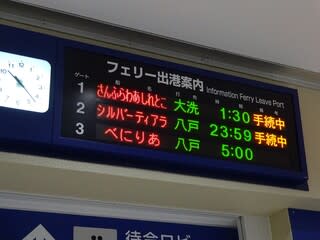 フェリー出港案内 Information Ferry Leave Port
ゲート
1 さんふらわあしれとこ 大洗 1:30 手続中
2 シルバーティアラ 八戸 23:59 手続中
3 べにりあ 八戸 5:00
待合ロビー